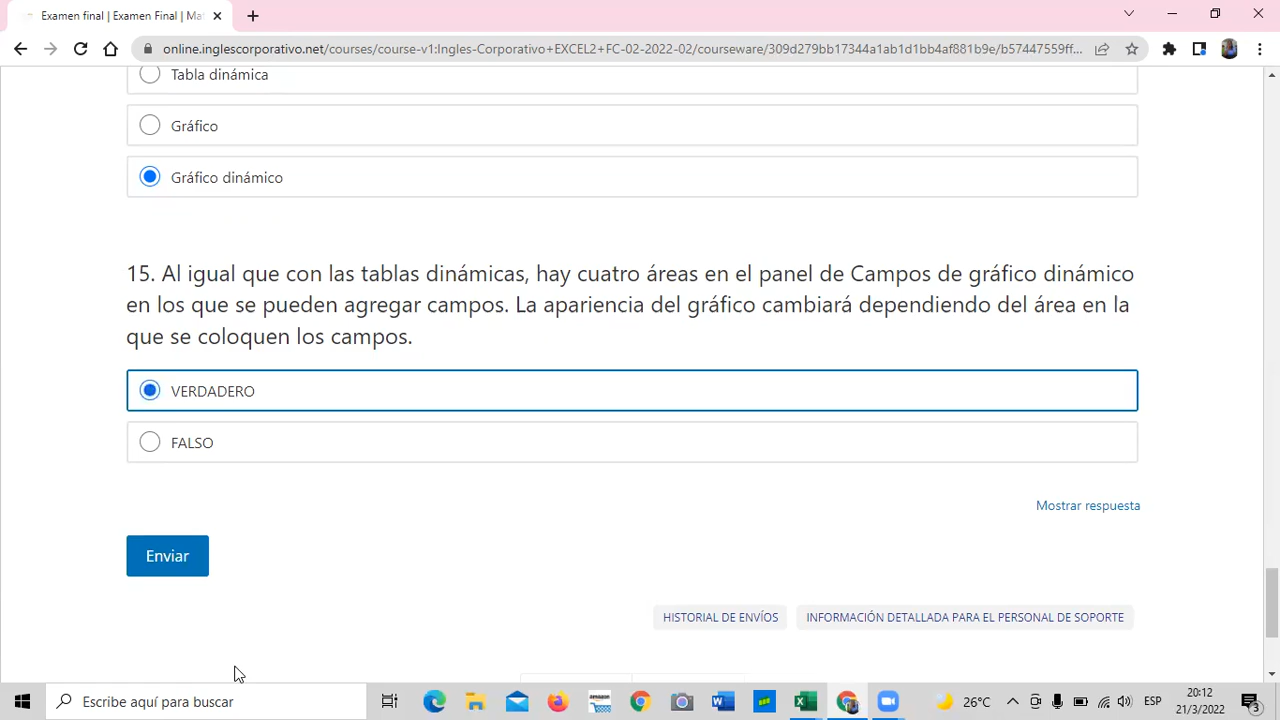 Examen final | Examen Final | Ma
online.inglescorporativo.net/courses/course-v1:Ingles-Corporativo+EXCEL2+FC-02-2022-02/courseware/309d279bb17344a1ab1d1bb4af881b9e/b57447559ff...
Tabla dinámica
Gráfico
Gráfico dinámico
15. Al igual que con las tablas dinámicas, hay cuatro áreas en el panel de Campos de gráfico dinámico
en los que se pueden agregar campos. La apariencia del gráfico cambiará dependiendo del área en la
que se coloquen los campos.
VERDADERO
FALSO
Mostrar respuesta
Enviar
HISTORIAL DE ENVÍOS
INFORMACIÓN DETALLADA PARA EL PERSONAL DE SOPORTE
Escribe aquí para buscar
amazon
26°C
ESP
20:12
21/3/2022
3